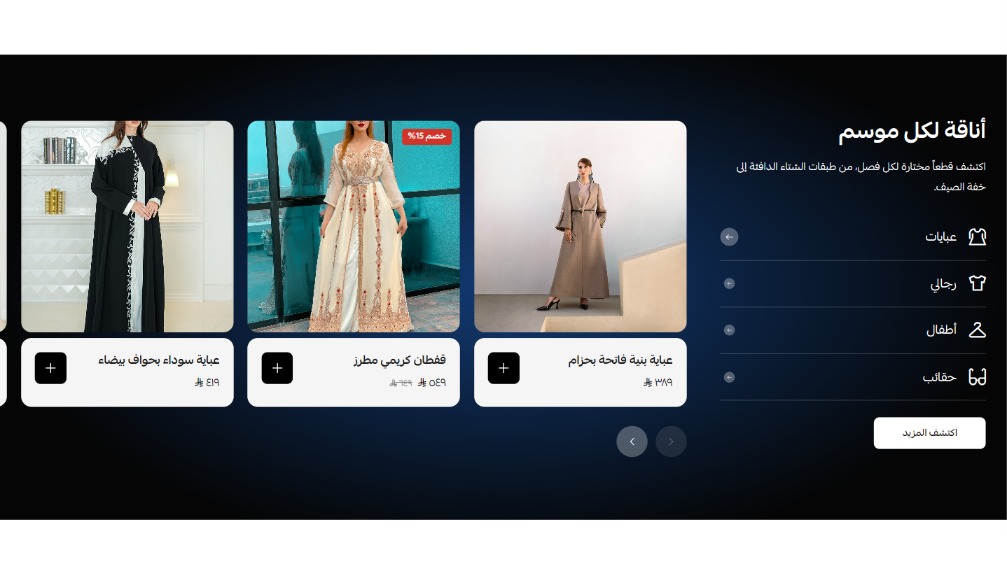 أناقة لكل موسم
اكتشف قطعاً مختارة لكل فصل، من طبقات الشتاء الدافئة إلى
خفة الصيف.
عبايات
رجالي
أطفال
حقائب
اكتشف المزيد
عباية بنية فاتحة بحزام
٣٨٩
خصم 15%
قفطان كريمي مطرز
٥٤٩ ٦٤٩
عباية سوداء بحواف بيضاء
٤١٩